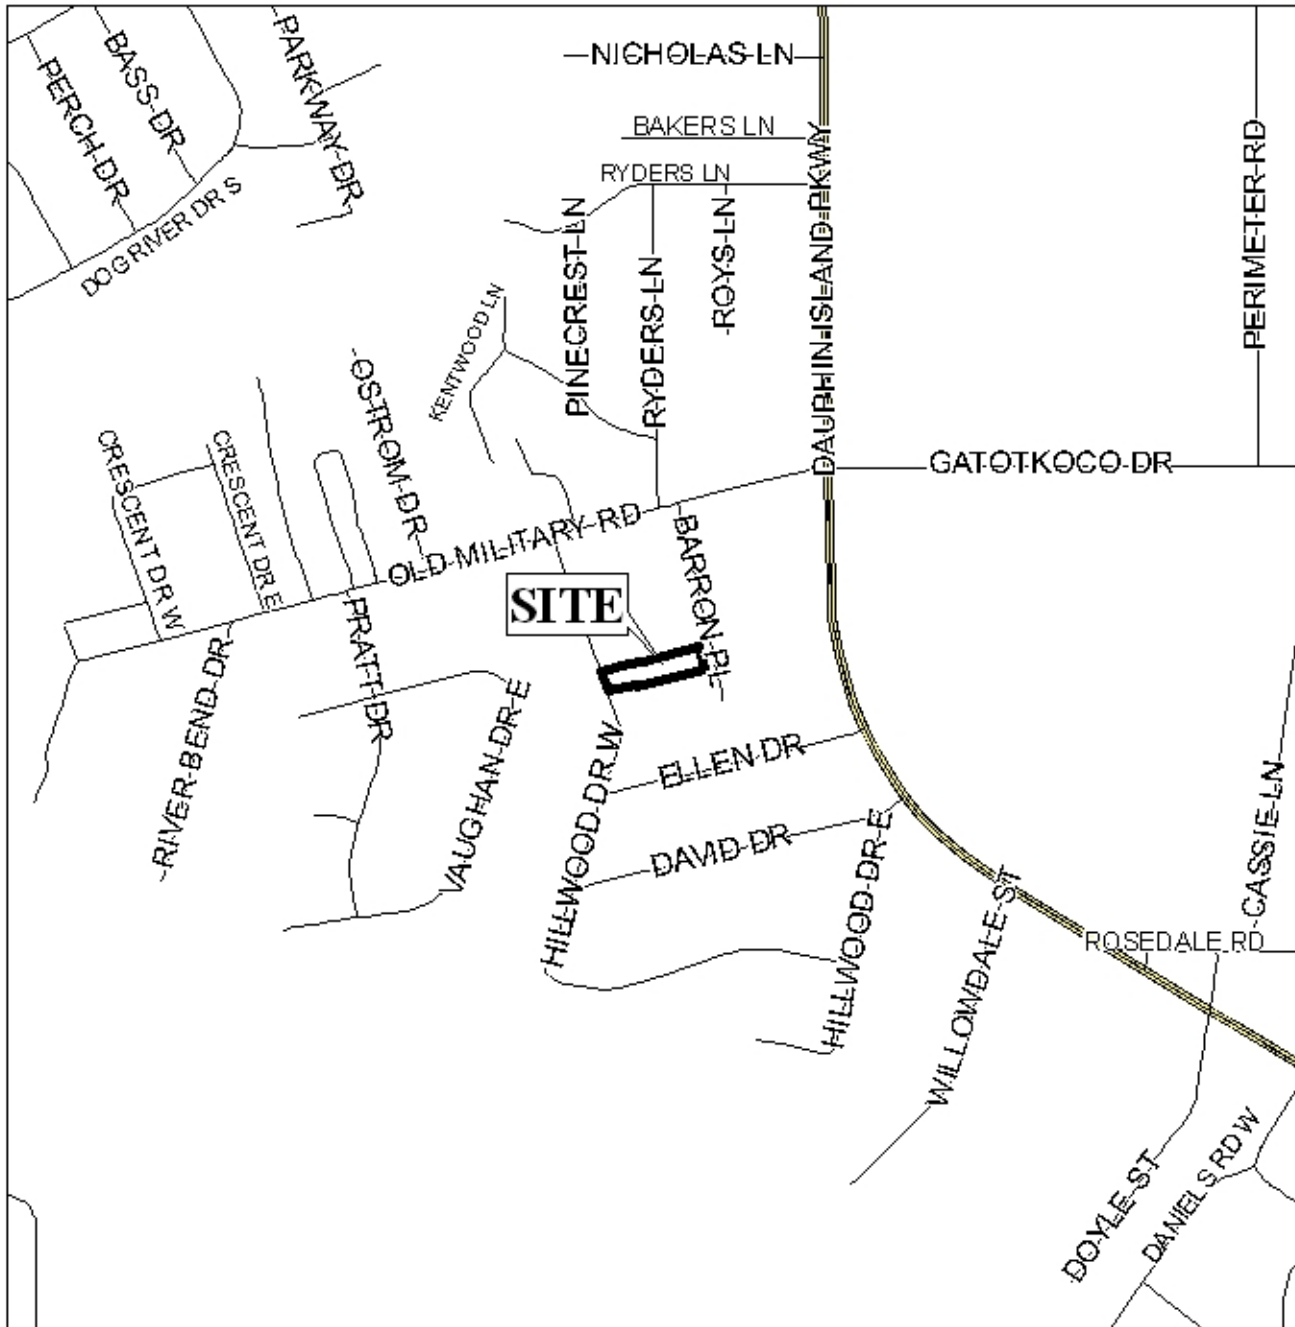 NICHOLAS LN
PARKWAY DR
BASS DR
PERCH DR
BAKERS LN
RYDERS LN
DAUPHIN ISLAND PKWY
PERIMETER RD
DOG RIVER DR S
PINECREST LN
RYDERS LN
ROYS LN
KENTWOOD LN
OSTROM DR
CRESCENT DR W
CRESCENT DR E
GATOTKOCO DR
OLD MILITARY RD
BARRON PL
SITE
PRATT DR
RIVER BEND DR
VAUGHAN DR E
HILLWOOD DR W
ELLEN DR
DAVID DR
HILLWOOD DR E
WILLOWDALE ST
CASSIE LN
ROSEDALE RD
DOYLE ST
DANIELS RD W